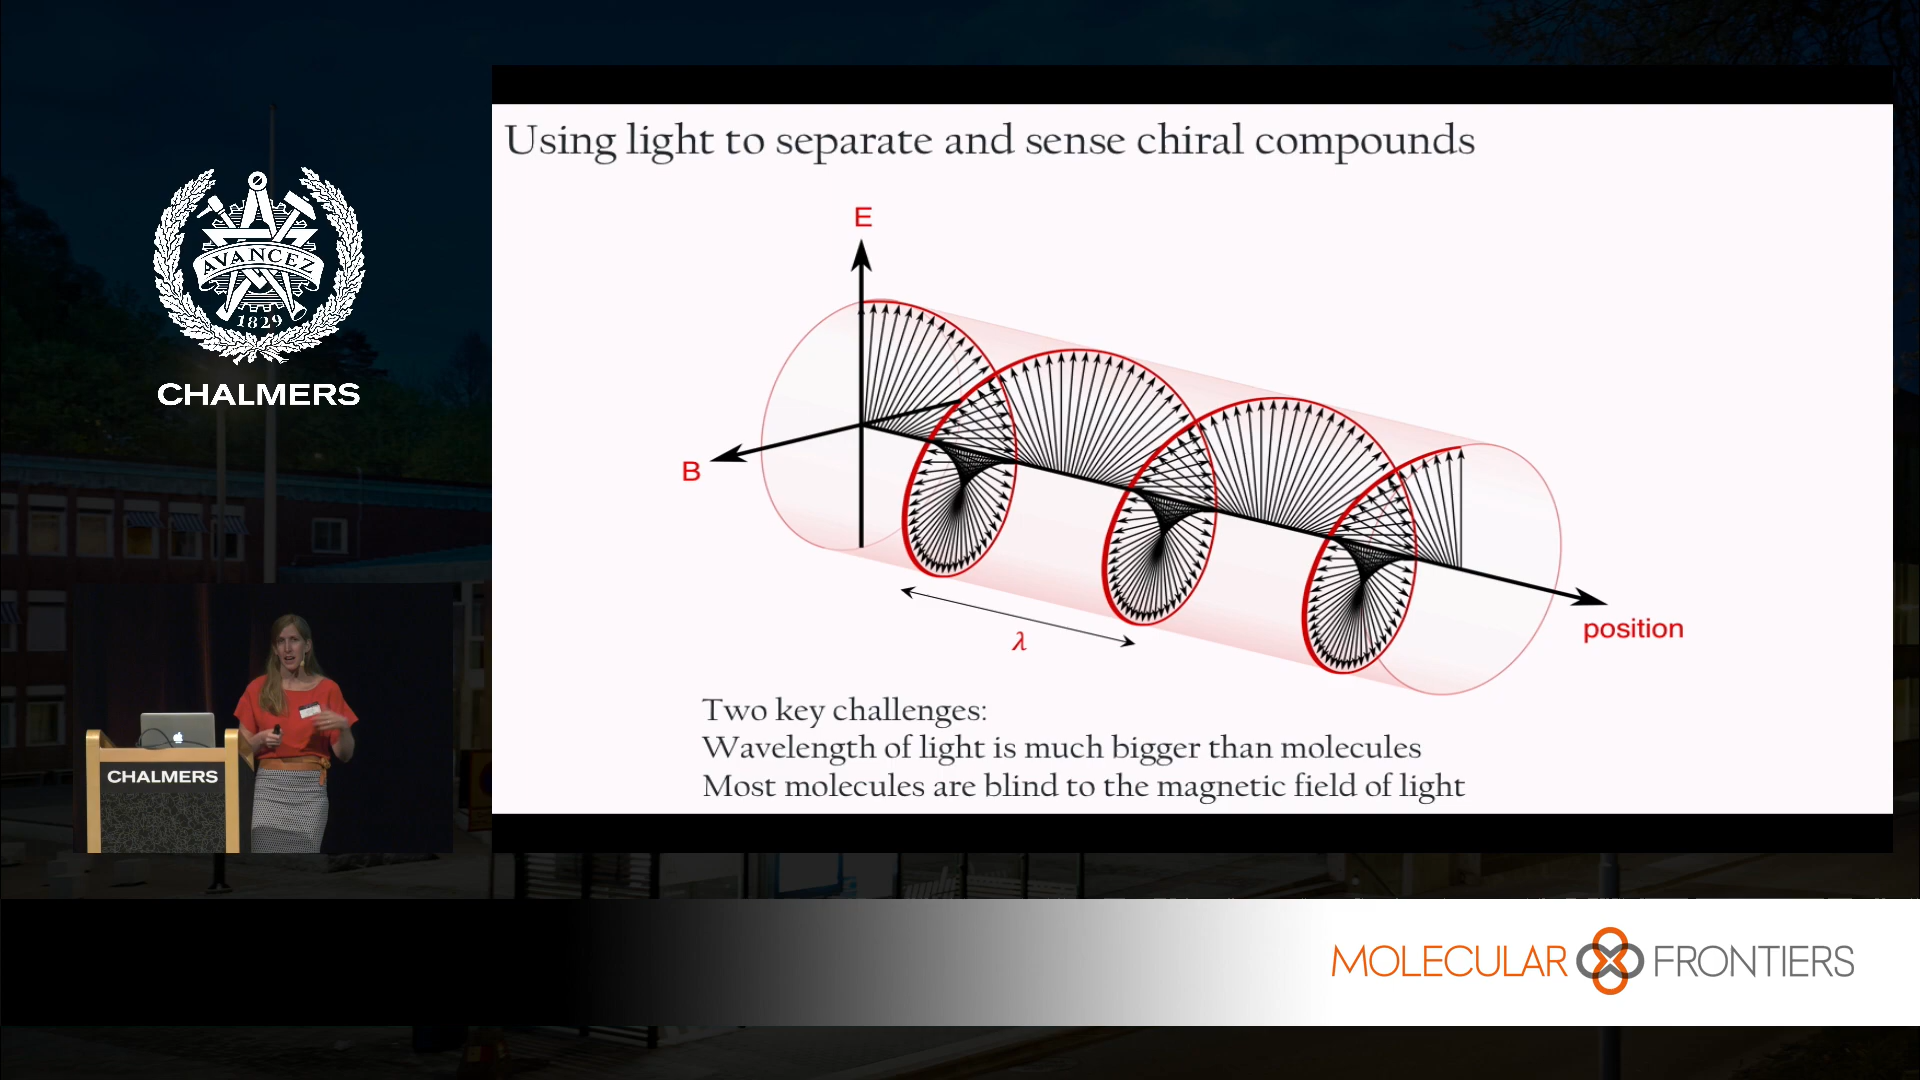 AVANCEZ
1829
CHALMERS
Using light to separate and sense chiral compounds
E
B
λ
position
Two key challenges:
Wavelength of light is much bigger than molecules
Most molecules are blind to the magnetic field of light
CHALMERS
MOLECULAR FRONTIERS